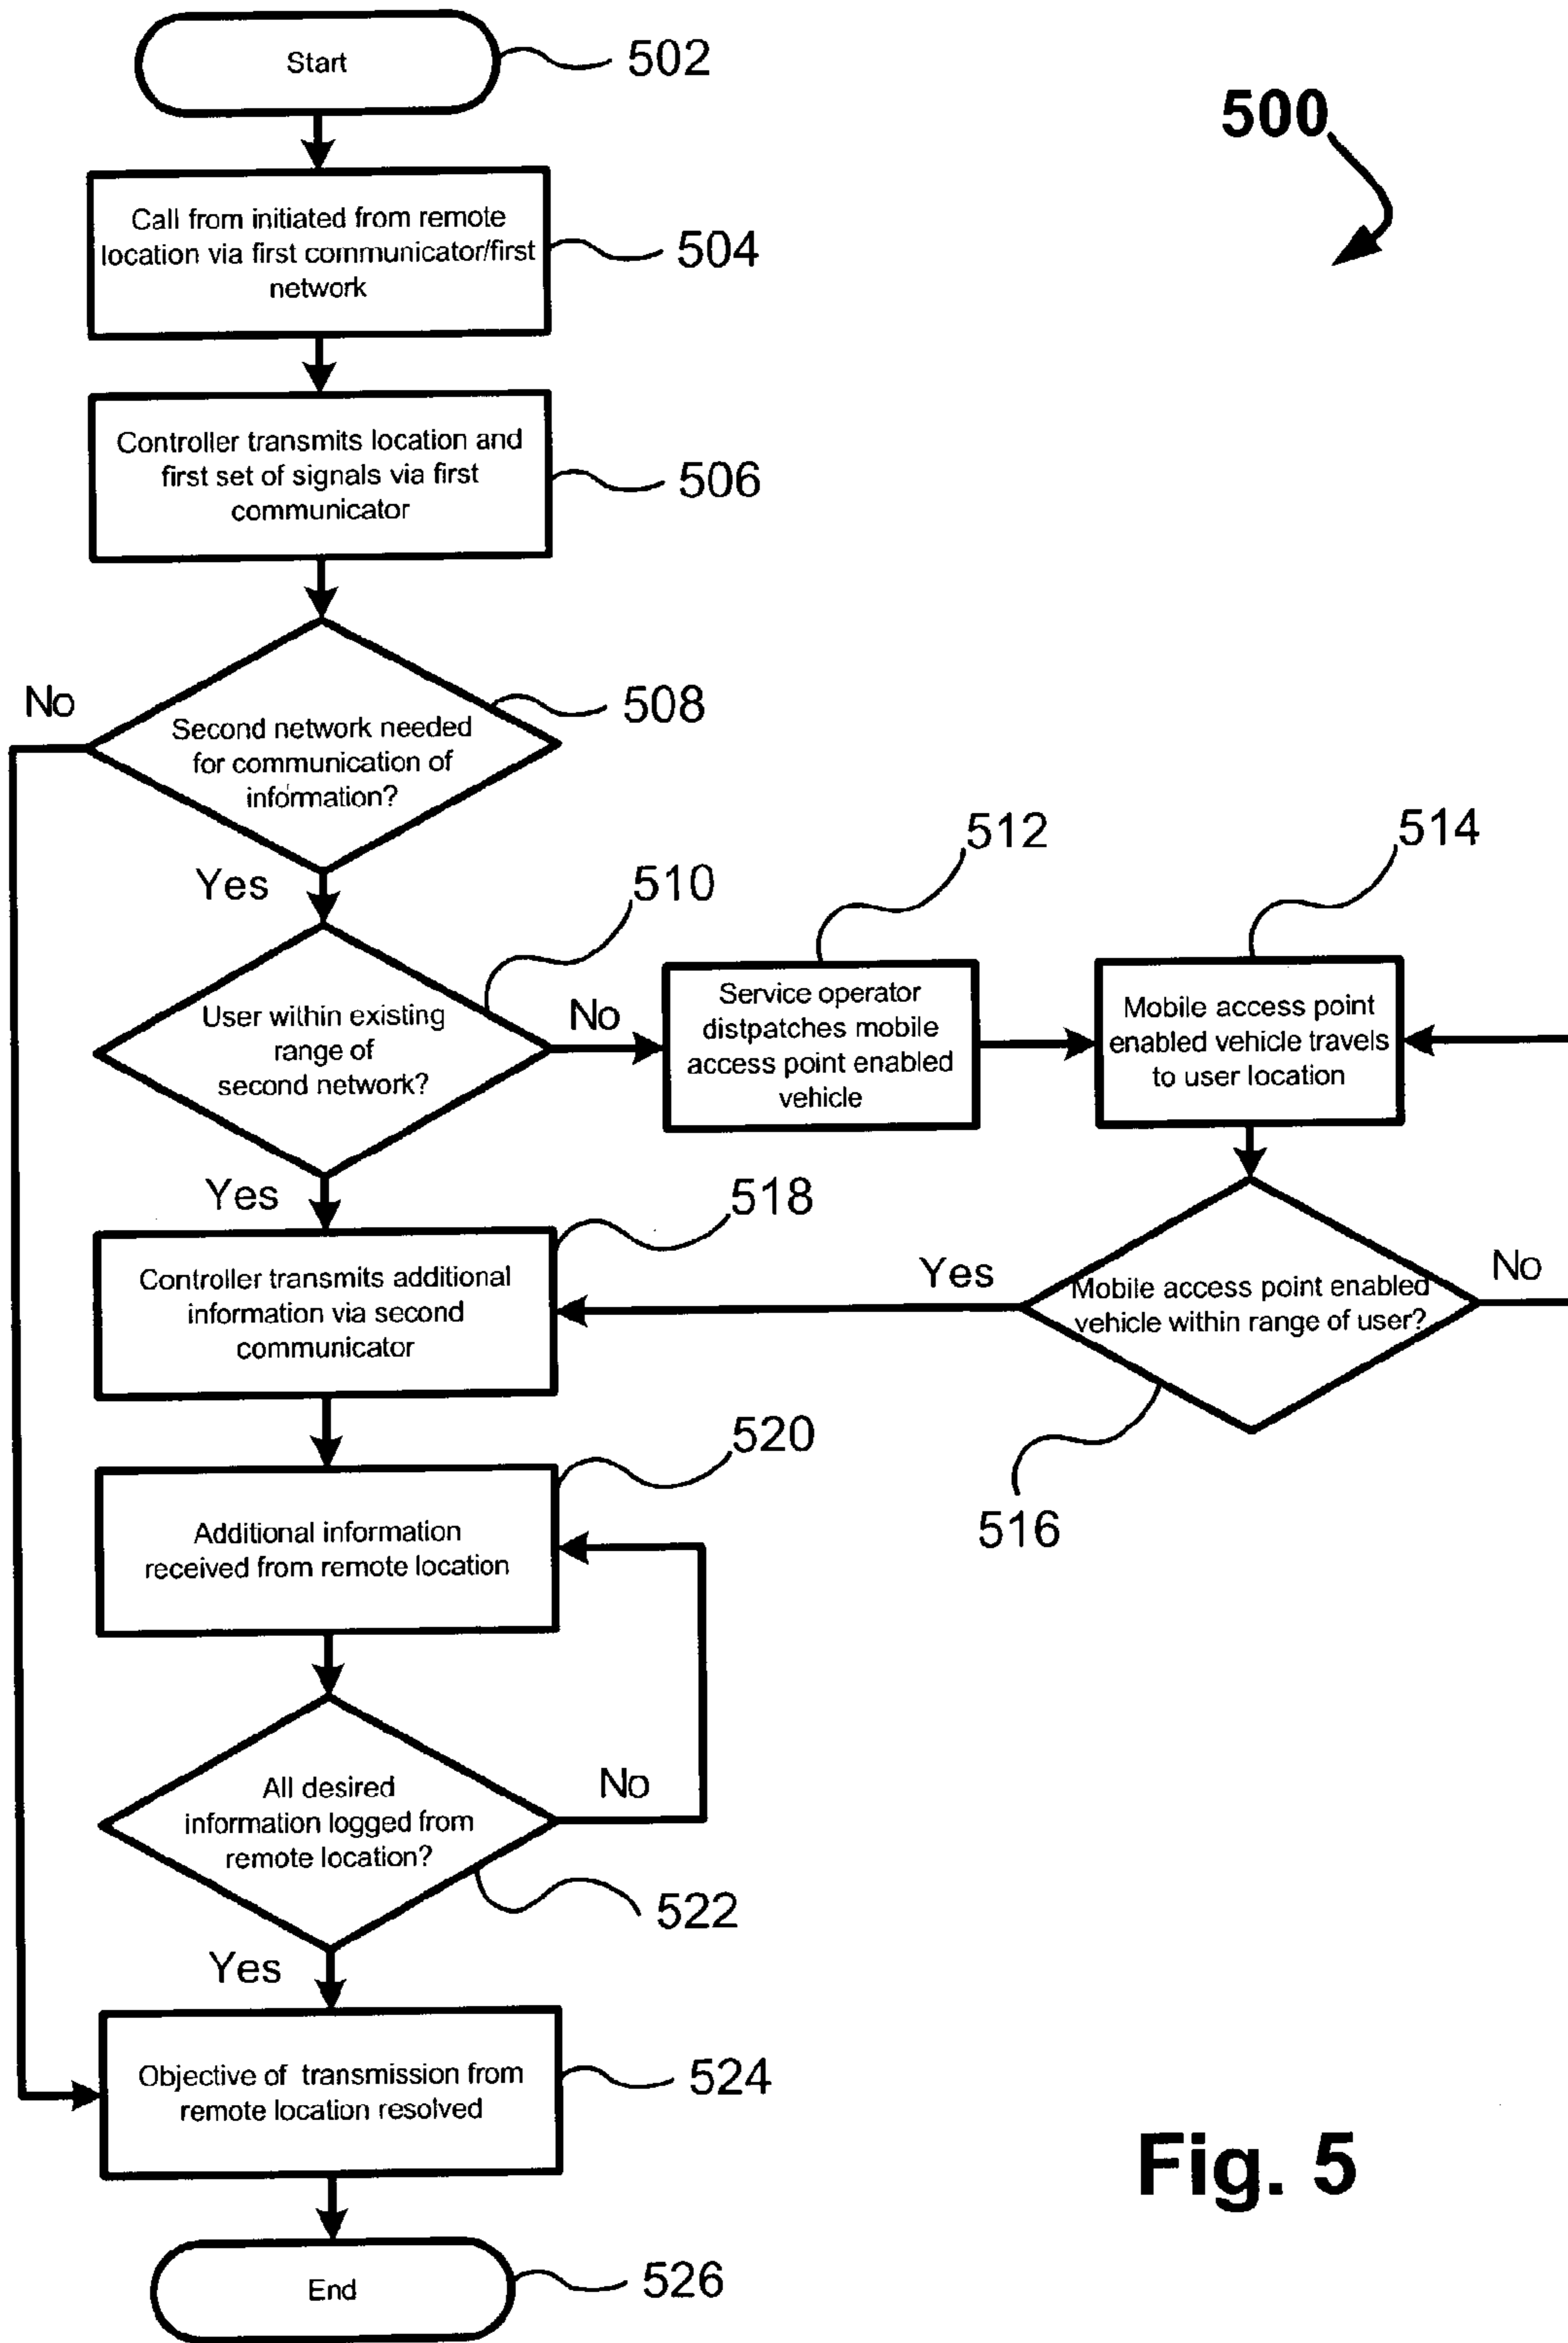 Start
502
500
Call from initiated from remote
location via first communicator/first
network
504
Controller transmits location and
first set of signals via first
communicator
506
No
508
Second network needed
for communication of
information?
Yes
510
512
514
User within existing
range of
second network?
No
Service operator
distpatches mobile
access point enabled
vehicle
Mobile access point
enabled vehicle travels
to user location
Yes
518
Controller transmits additional
information via second
communicator
Yes
Mobile access point enabled
vehicle within range of user?
No
516
520
Additional information
received from remote location
All desired
information logged from
remote location?
No
522
Yes
Objective of transmission from
remote location resolved
524
Fig. 5
End
526